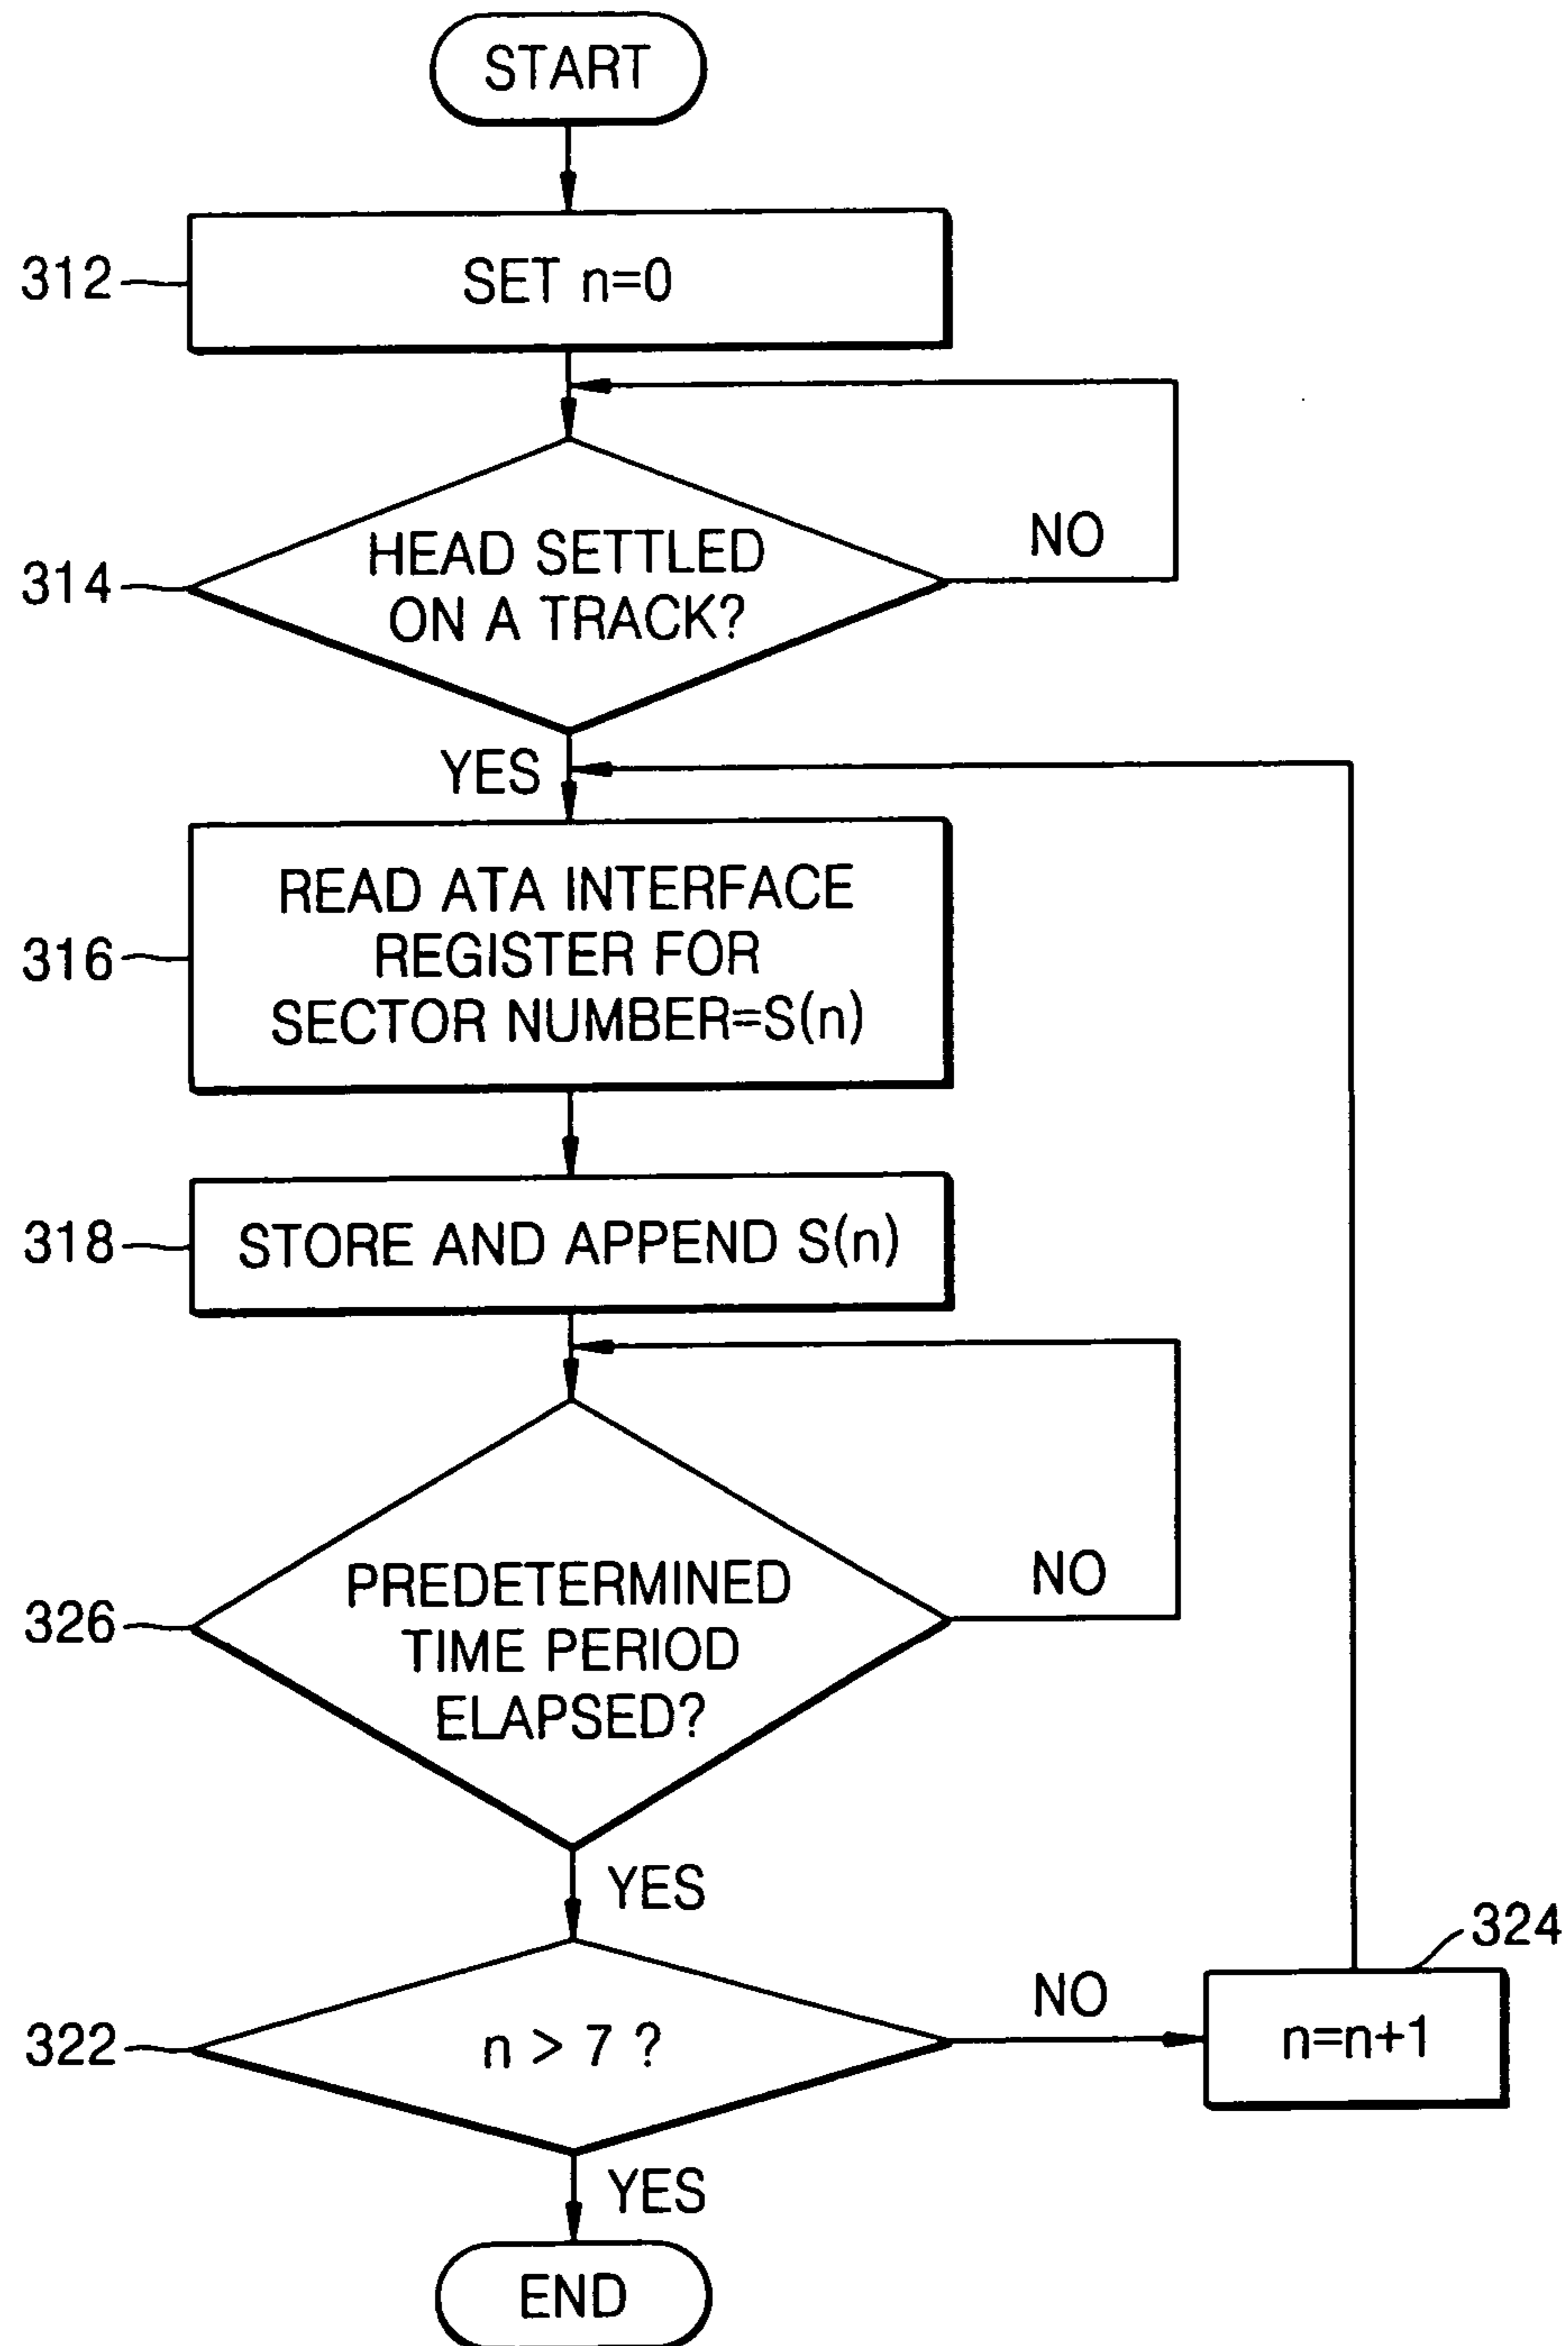 START
312
SET n=0
314
HEAD SETTLED
ON A TRACK?
NO
YES
316
READ ATA INTERFACE
REGISTER FOR
SECTOR NUMBER=S(n)
318
STORE AND APPEND S(n)
326
PREDETERMINED
TIME PERIOD
ELAPSED?
NO
YES
322
n > 7 ?
NO
324
n=n+1
YES
END